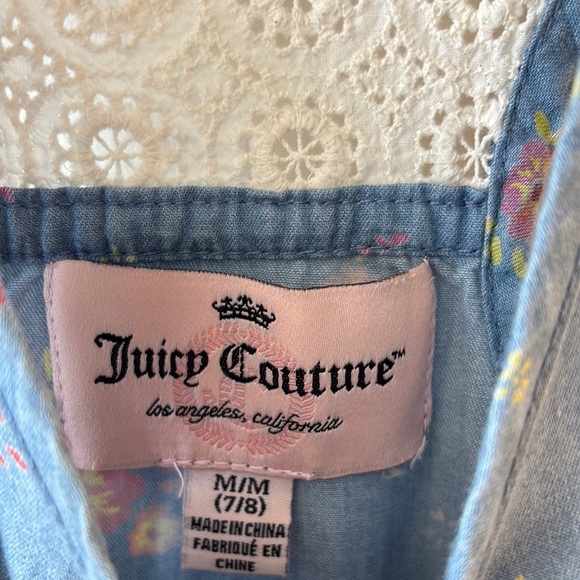 Juicy Couture™
los angeles, california
M/M
(7/8)
MADE IN CHINA
FABRIQUÉ EN
CHINE